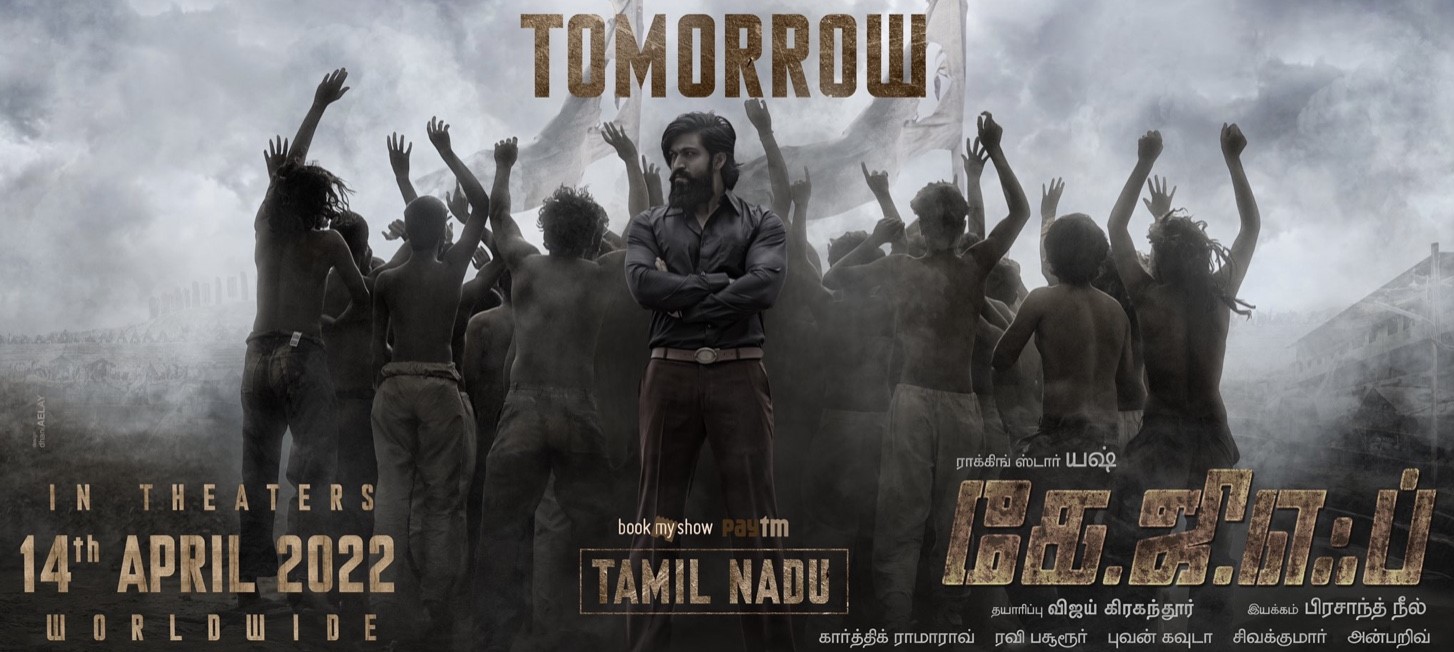 TOMORROW
IN THEATERS
14th APRIL 2022
WORLDWIDE
book my show paytm
TAMIL NADU
ராக்கிங் ஸ்டார் யஷ்
கே.ஜி.எஃப்
தயாரிப்பு விஜய் கிரகந்தூர் இயக்கம் பிரசாந்த் நீல்
கார்த்திக் ராமாராவ் ரவி பசூரூர் புவன் கவுடா சிவக்குமார் அன்பறிவ்